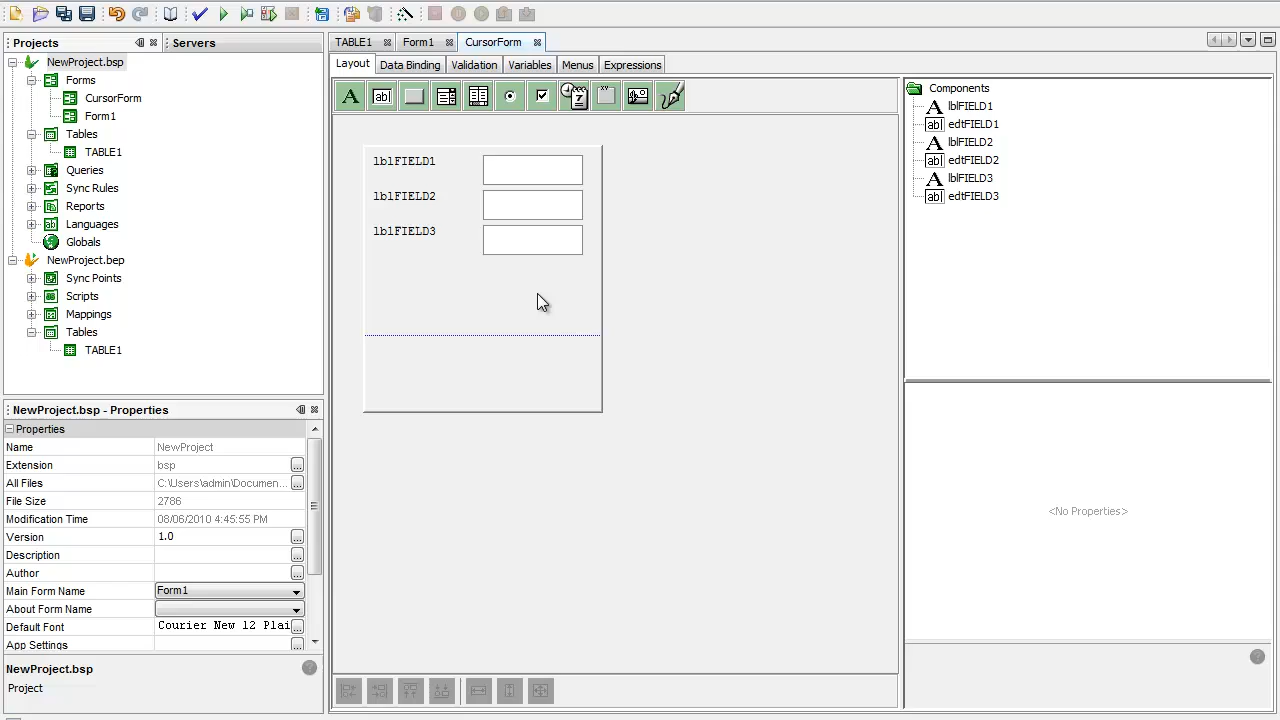 Projects
Servers
NewProject.bsp
Forms
CursorForm
Form1
Tables
TABLE1
Queries
Sync Rules
Reports
Languages
Globals
NewProject.bep
Sync Points
Scripts
Mappings
Tables
TABLE1
NewProject.bsp - Properties
Properties
Name NewProject
Extension bsp
All Files C:\Users\admin\Documen...
File Size 2786
Modification Time 08/06/2010 4:45:55 PM
Version 1.0
Description
Author
Main Form Name Form1
About Form Name
Default Font Courier New 12 Plai
App Settings
NewProject.bsp
Project
TABLE1 Form1 CursorForm
Layout Data Binding Validation Variables Menus Expressions
lblFIELD1
lblFIELD2
lblFIELD3
Components
lblFIELD1
edtFIELD1
lblFIELD2
edtFIELD2
lblFIELD3
edtFIELD3
<No Properties>